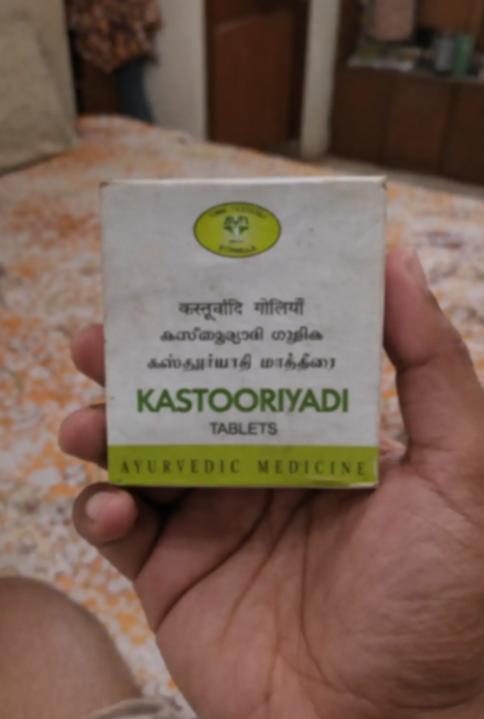 कस्तूर्वादि गोलियाँ
കസ്തൂര്യാദി ഗുളിക
கஸ்தூர்யாதி மாத்திரை
KASTOORIYADI
TABLETS
AYURVEDIC MEDICINE